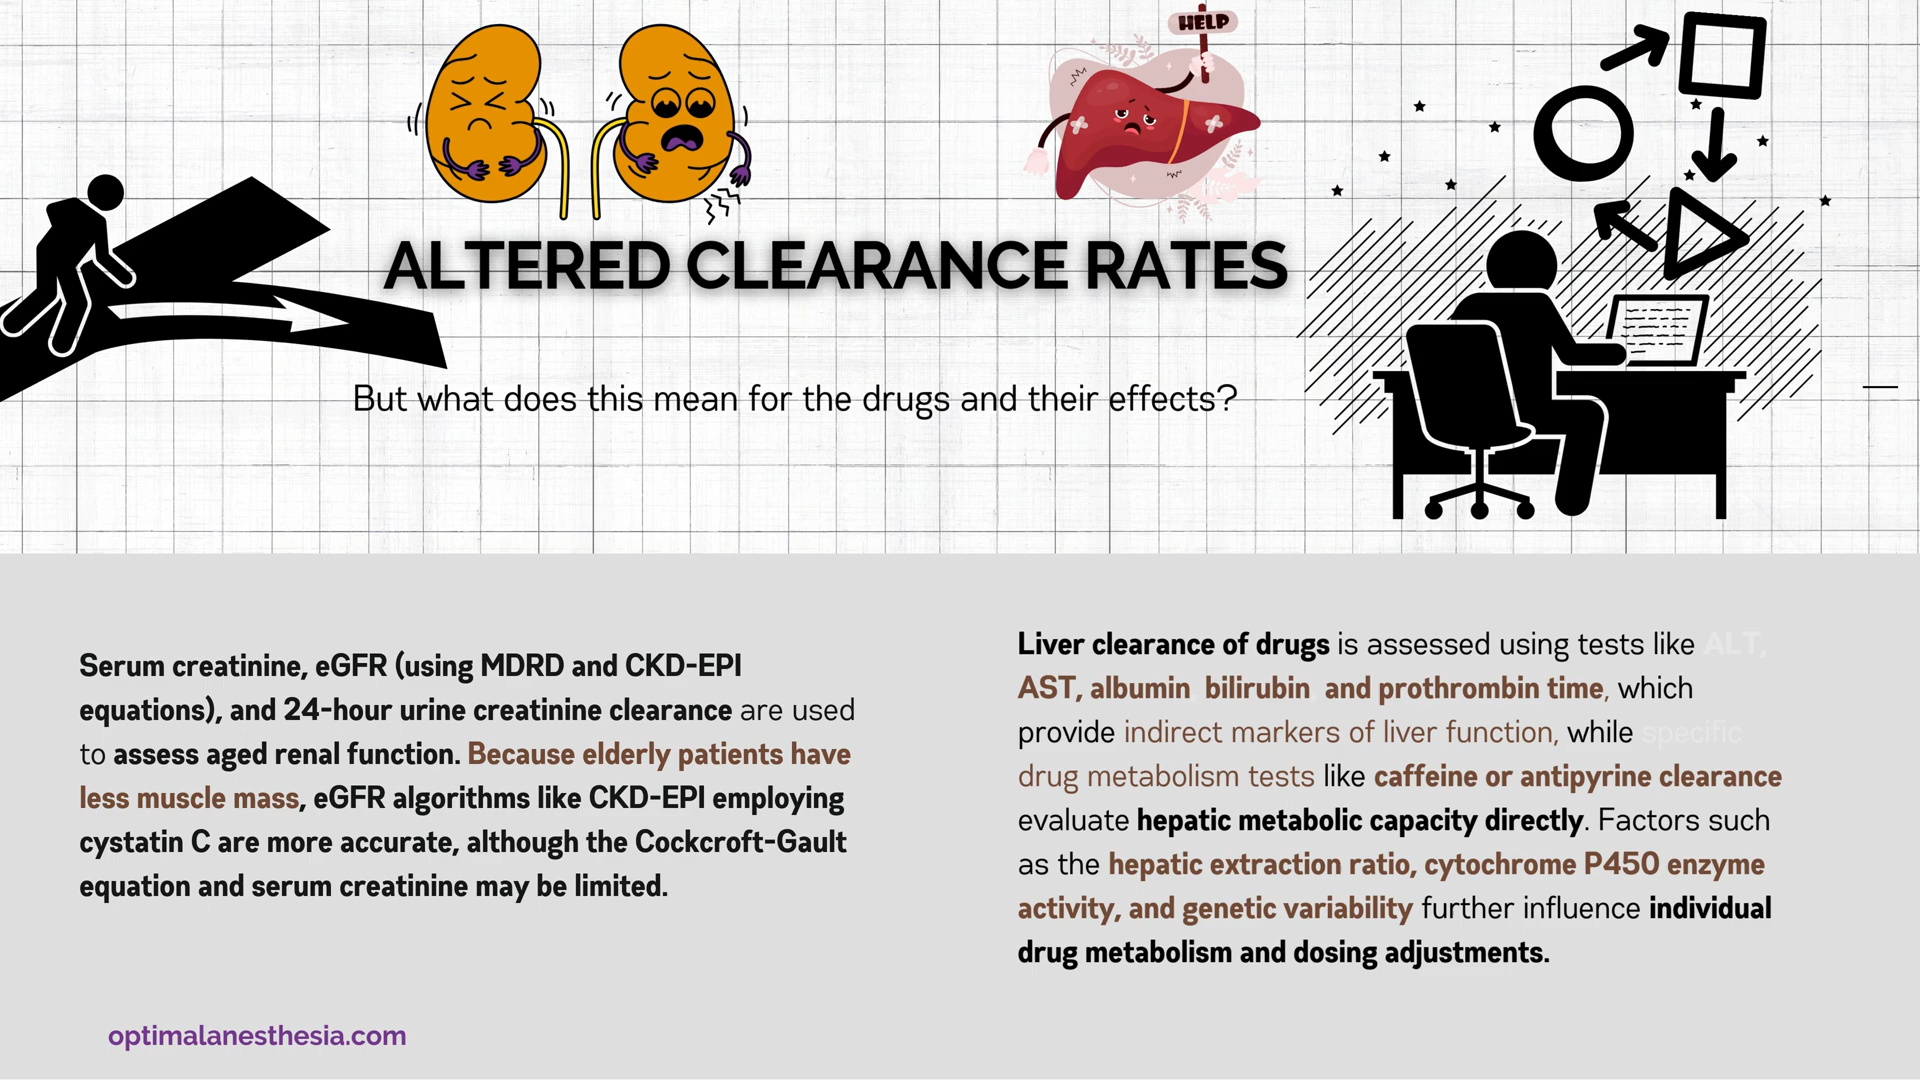 HELP
ALTERED CLEARANCE RATES
But what does this mean for the drugs and their effects?
Serum creatinine, eGFR (using MDRD and CKD-EPI
equations), and 24-hour urine creatinine clearance are used
to assess aged renal function. Because elderly patients have
less muscle mass, eGFR algorithms like CKD-EPI employing
cystatin C are more accurate, although the Cockcroft-Gault
equation and serum creatinine may be limited.
Liver clearance of drugs is assessed using tests like ALT,
AST, albumin bilirubin and prothrombin time, which
provide indirect markers of liver function, while specific
drug metabolism tests like caffeine or antipyrine clearance
evaluate hepatic metabolic capacity directly. Factors such
as the hepatic extraction ratio, cytochrome P450 enzyme
activity, and genetic variability further influence individual
drug metabolism and dosing adjustments.
optimalanesthesia.com